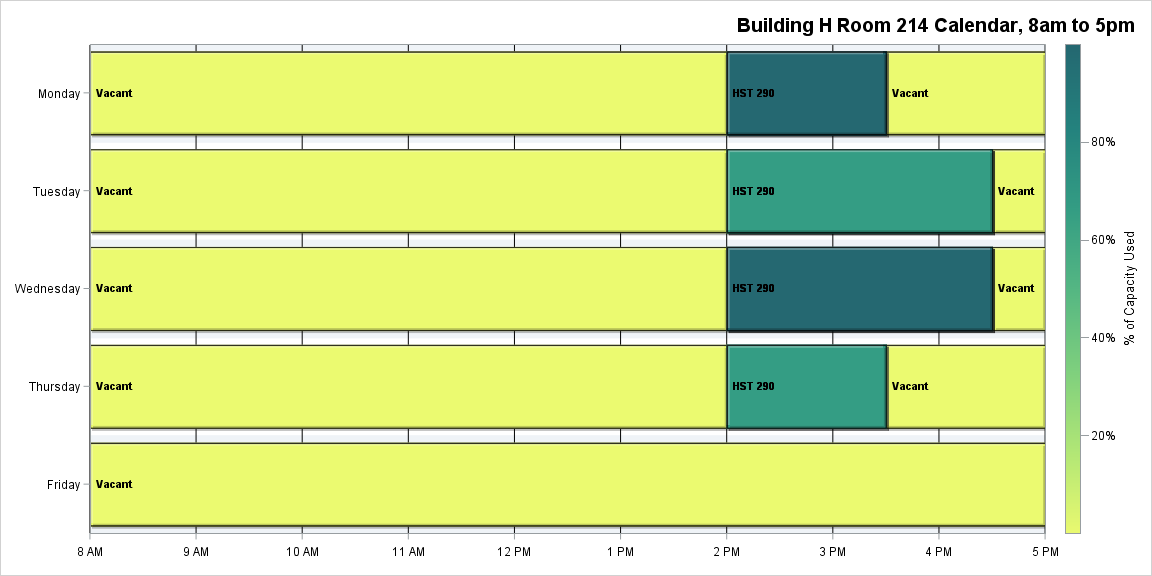 Building H Room 214 Calendar, 8am to 5pm
Monday Vacant HST 290 Vacant
Tuesday Vacant HST 290 Vacant
Wednesday Vacant HST 290 Vacant
Thursday Vacant HST 290 Vacant
Friday Vacant
8 AM 9 AM 10 AM 11 AM 12 PM 1 PM 2 PM 3 PM 4 PM 5 PM
80%
60%
40%
20%
% of Capacity Used